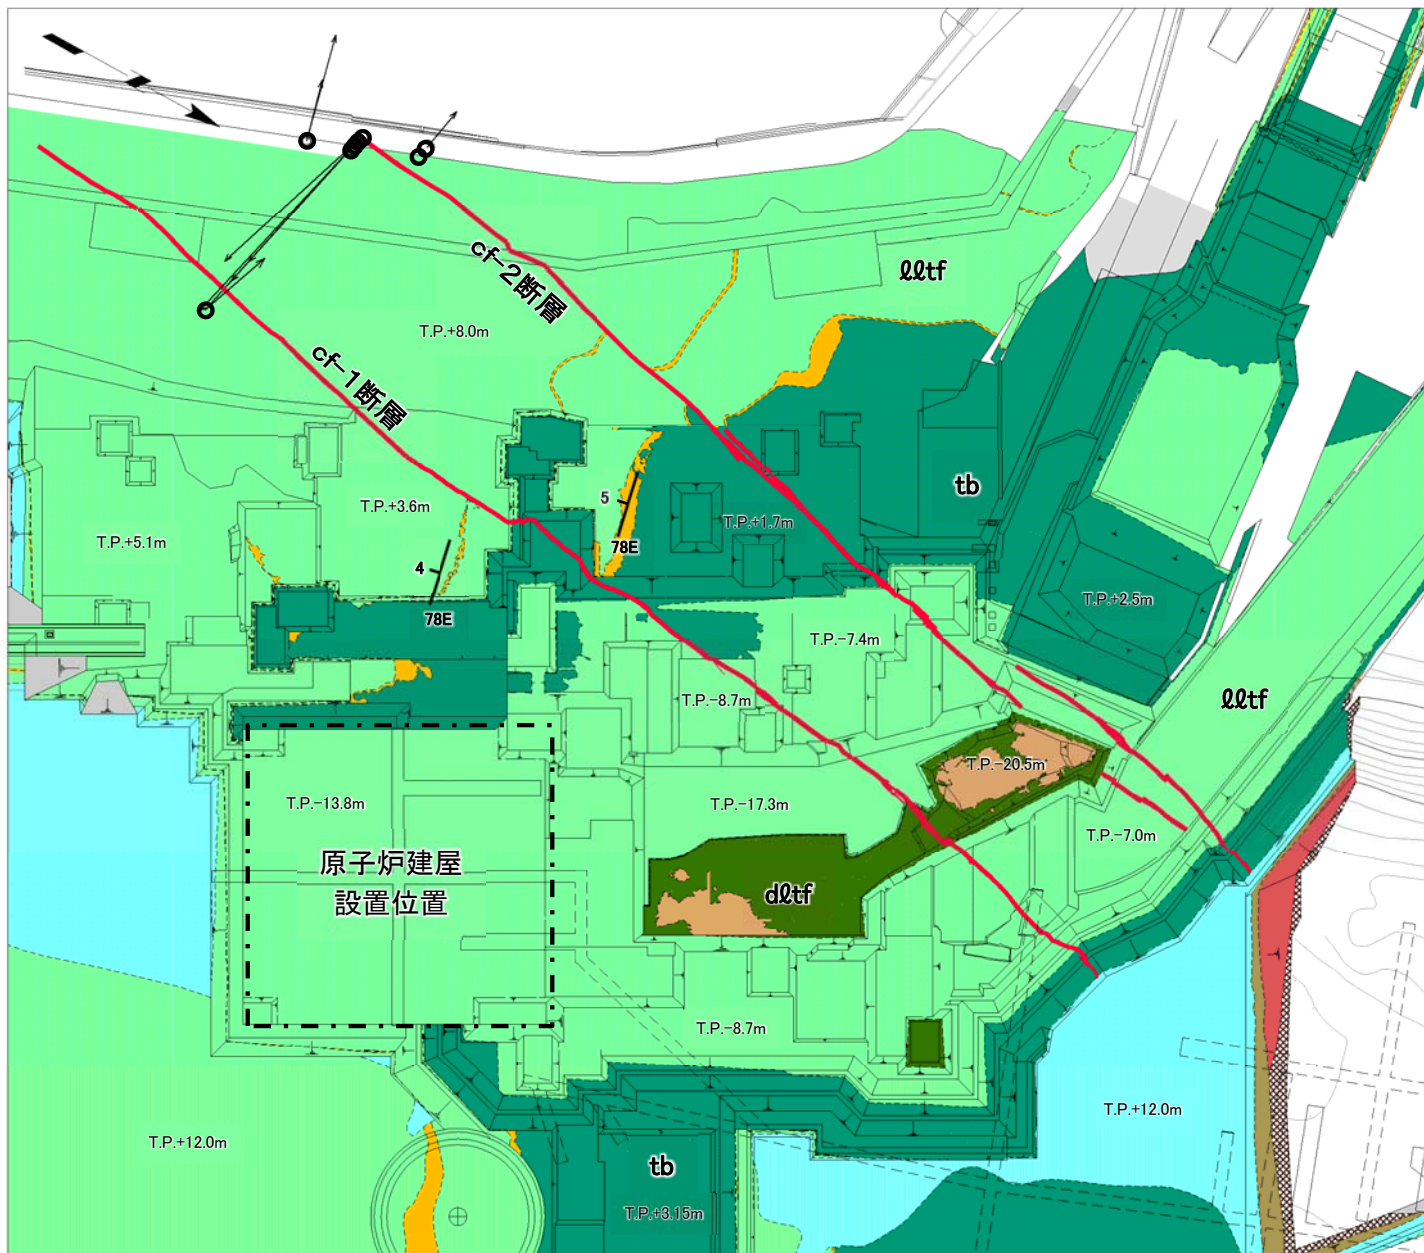 ℓℓtf
cf-2断層
T.P.+8.0m
cf-1断層
tb
5
T.P.+3.6m
T.P.+1.7m
T.P.+5.1m
78E
4
T.P.+2.5m
78E
T.P.-7.4m
T.P.-8.7m
ℓℓtf
T.P.-20.5m
T.P.-13.8m
T.P.-17.3m
T.P.-7.0m
原子炉建屋
設置位置
dℓtf
T.P.-8.7m
T.P.+12.0m
T.P.+12.0m
tb
T.P.+3.15m